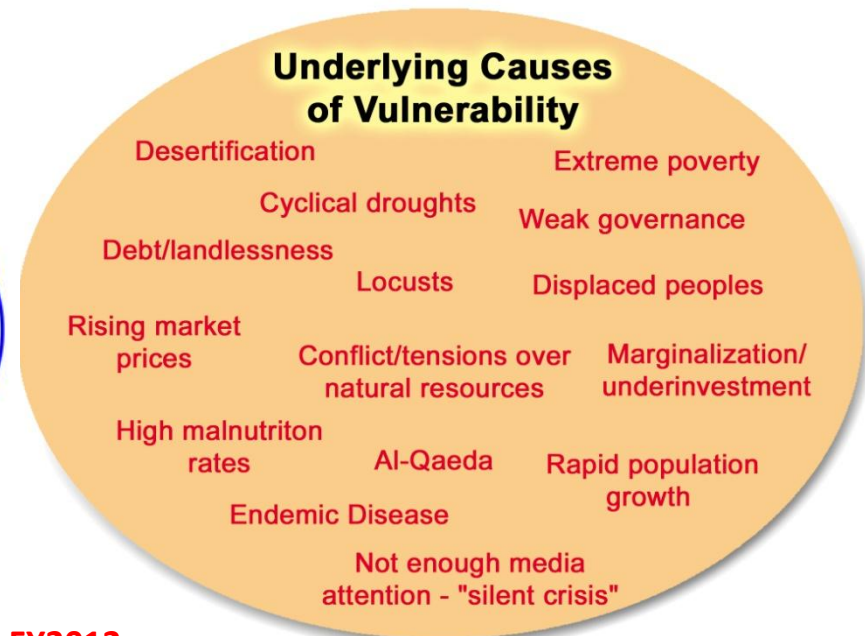 Underlying Causes
of Vulnerability
Desertification
Extreme poverty
Cyclical droughts
Weak governance
Debt/landlessness
Locusts
Displaced peoples
Rising market
prices
Conflict/tensions over
natural resources
Marginalization/
underinvestment
High malnutriton
rates
Al-Qaeda
Rapid population
growth
Endemic Disease
Not enough media
attention - "silent crisis"